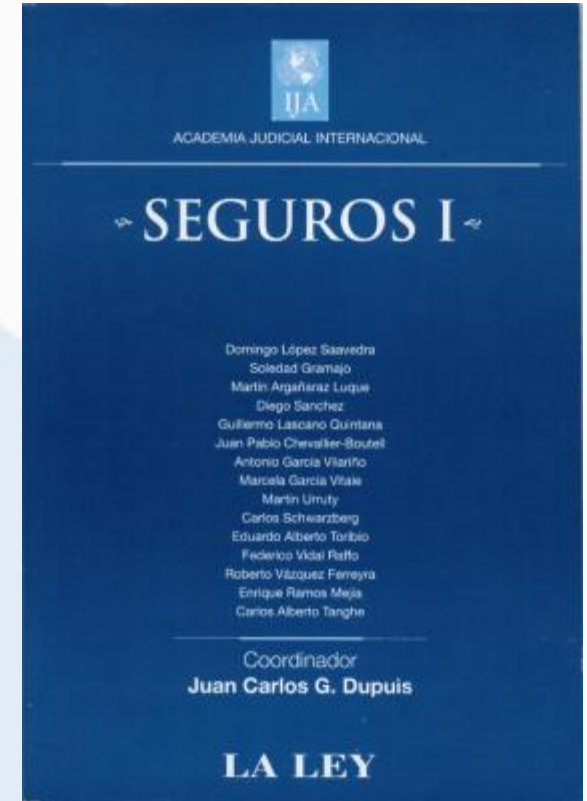 IJA
ACADEMIA JUDICIAL INTERNACIONAL
SEGUROS I
Domingo López Saavedra
Soledad Gramajo
Martín Argañaraz Luque
Diego Sanchez
Guillermo Lascano Quintana
Juan Pablo Chevallier-Boutell
Antonio García Vilariño
Marcela García Vitale
Martín Urruty
Carlos Schwarzberg
Eduardo Alberto Toribio
Federico Vidal Raffo
Roberto Vázquez Ferreyra
Enrique Ramos Mejía
Carlos Alberto Tanghe
Coordinador
Juan Carlos G. Dupuis
LA LEY